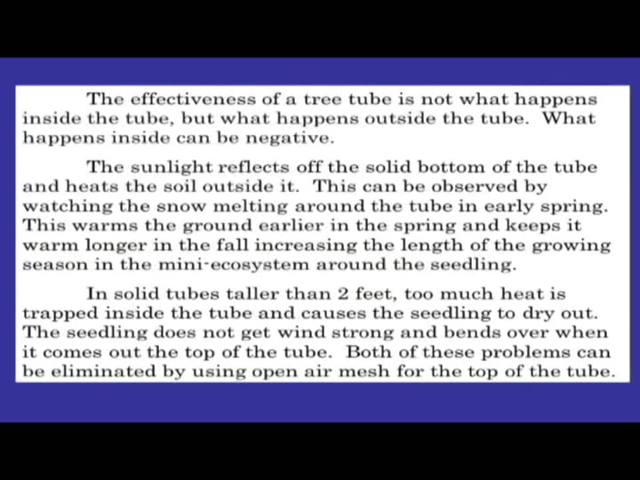 The effectiveness of a tree tube is not what happens
inside the tube, but what happens outside the tube. What
happens inside can be negative.
The sunlight reflects off the solid bottom of the tube
and heats the soil outside it. This can be observed by
watching the snow melting around the tube in early spring.
This warms the ground earlier in the spring and keeps it
warm longer in the fall increasing the length of the growing
season in the mini-ecosystem around the seedling.
In solid tubes taller than 2 feet, too much heat is
trapped inside the tube and causes the seedling to dry out.
The seedling does not get wind strong and bends over when
it comes out the top of the tube. Both of these problems can
be eliminated by using open air mesh for the top of the tube.